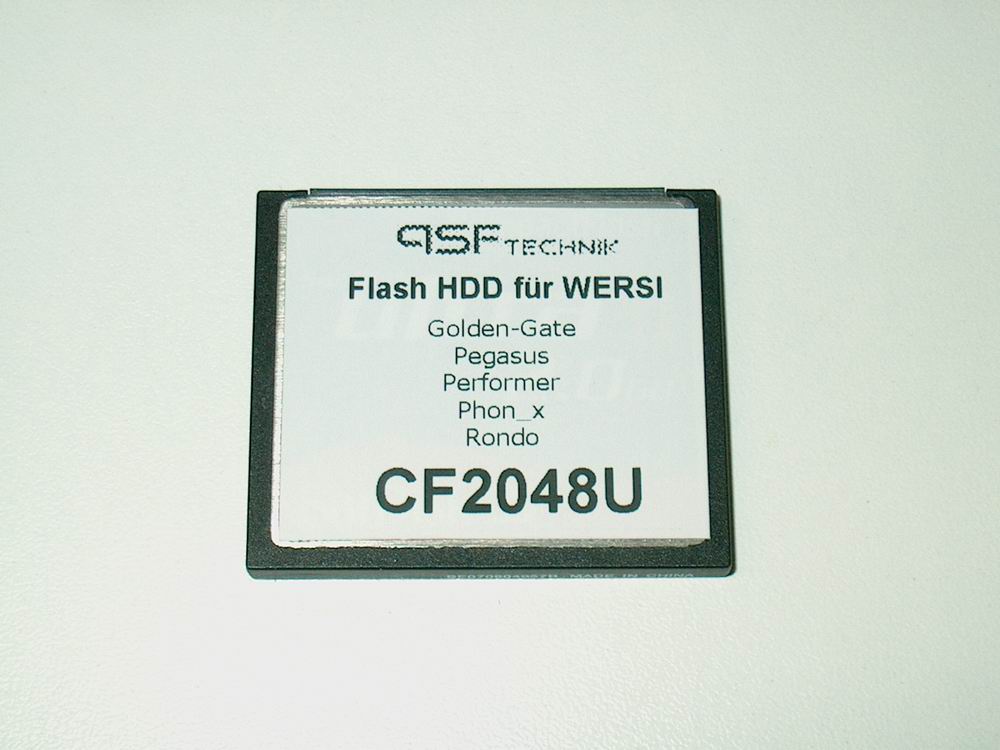 QSF TECHNIK
Flash HDD für WERSI
Golden-Gate
Pegasus
Performer
Phon_x
Rondo
CF2048U
MADE IN CHINA